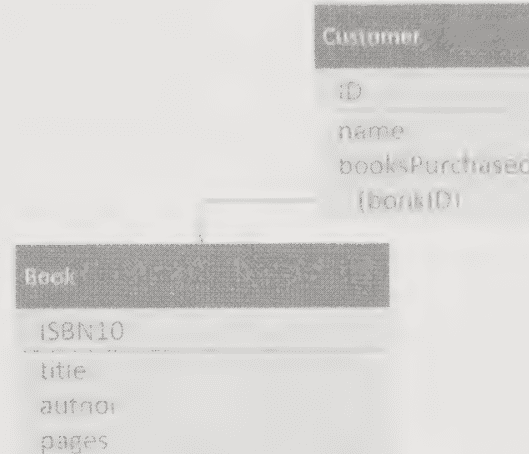 Customer
ID
name
booksPurchased
(bookID)
Book
ISBN10
title
author
pages